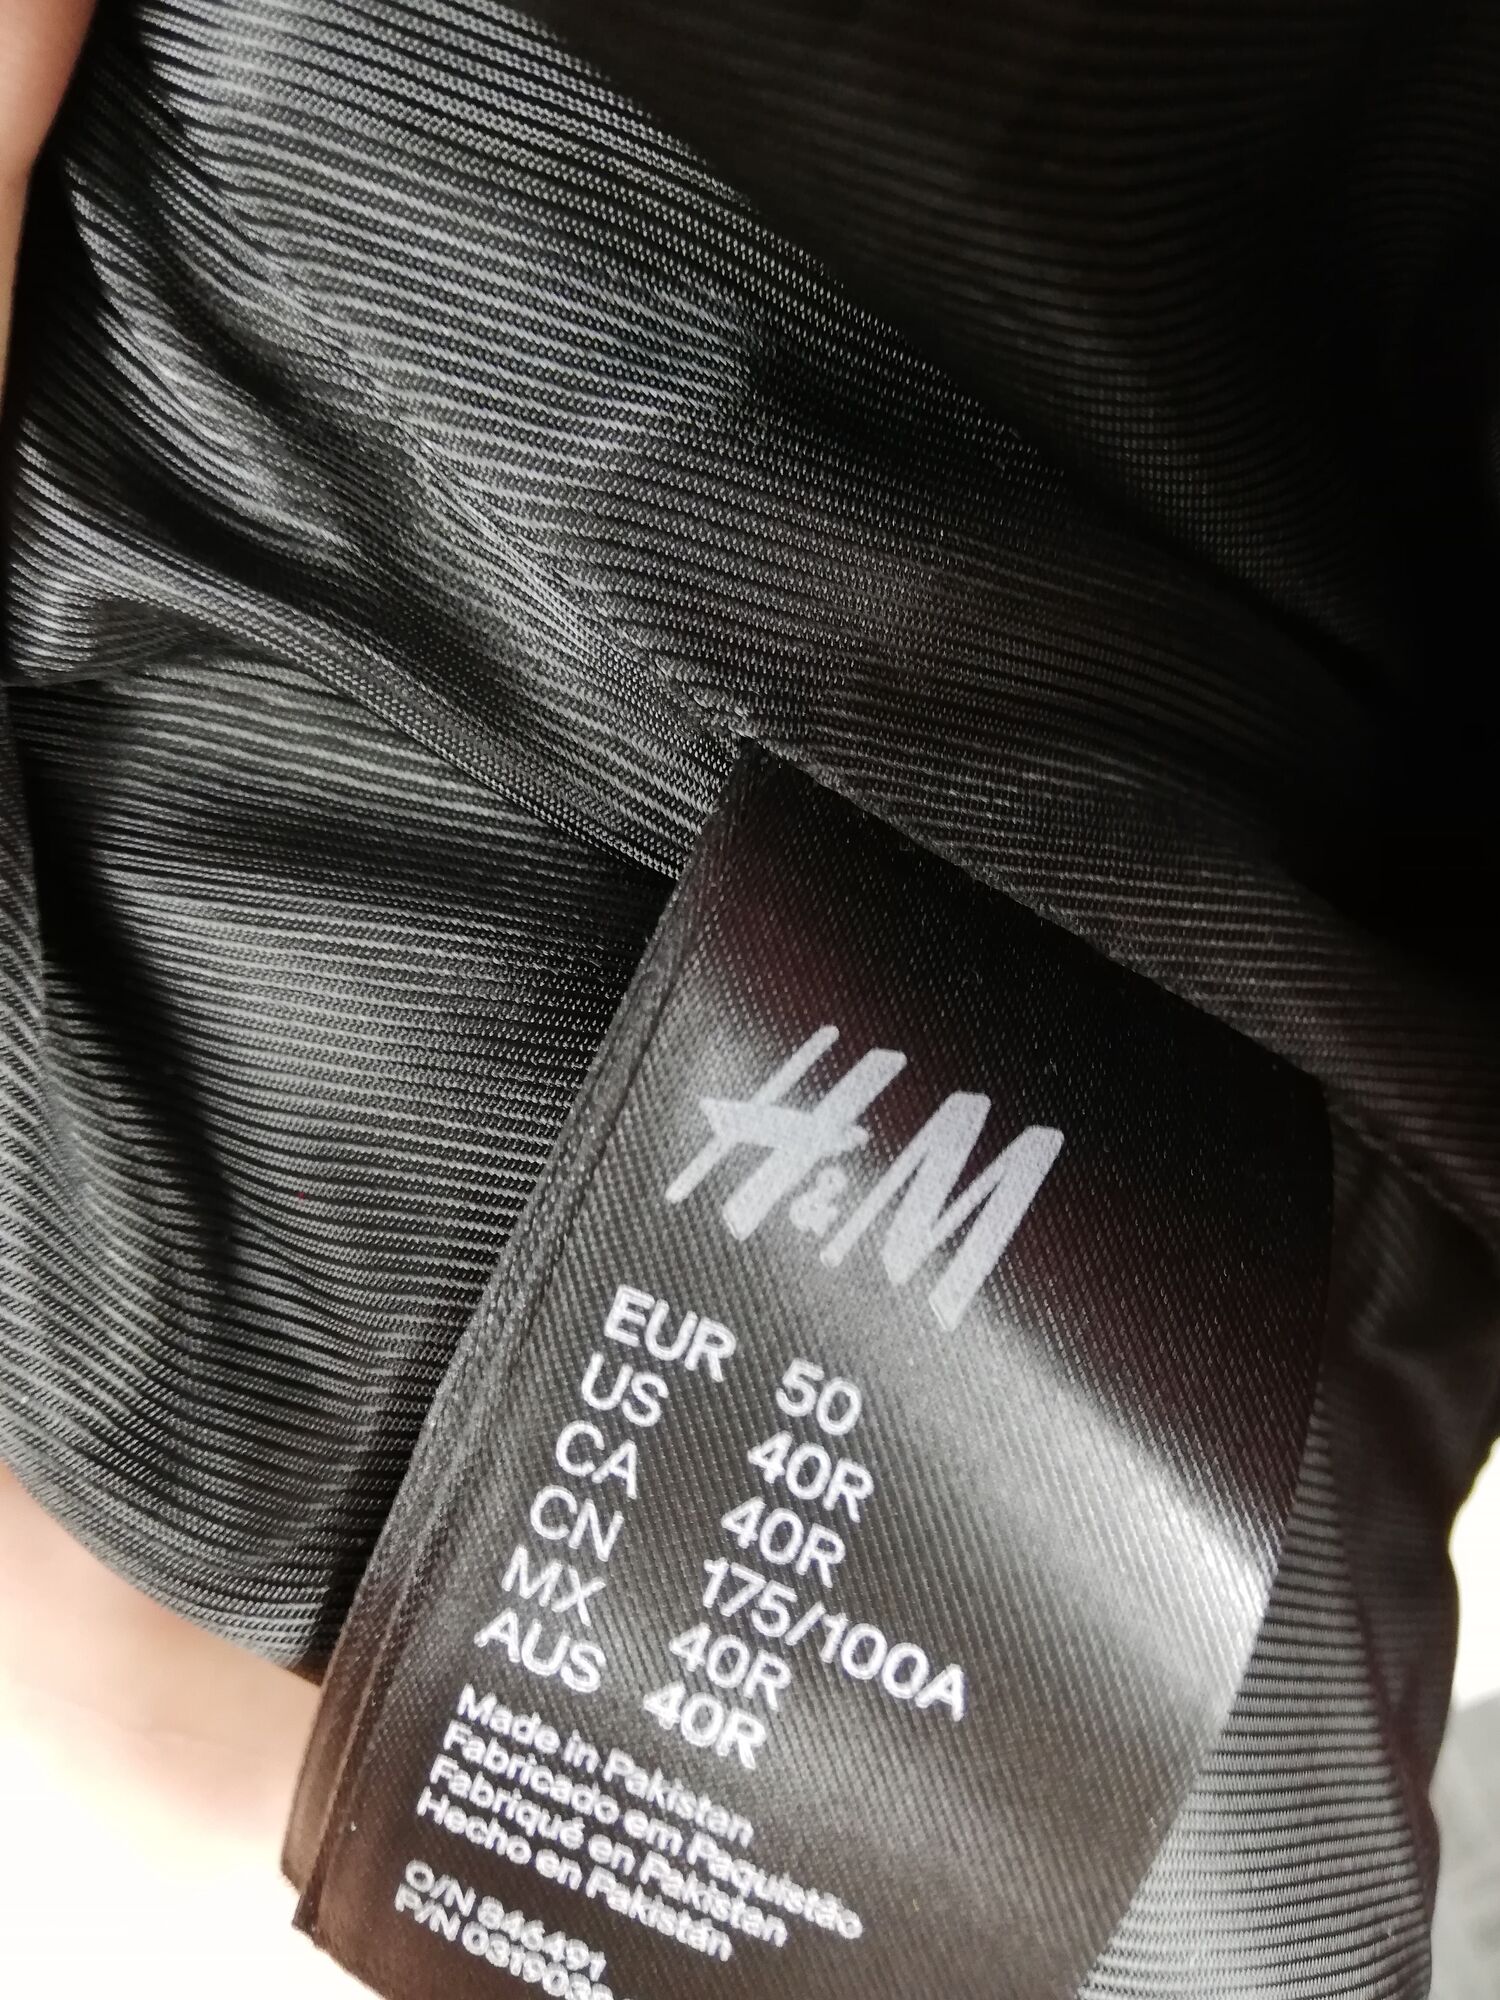 H&M
EUR 50
US 40R
CA 40R
CN 175/100A
MX 40R
AUS 40R
Made in Pakistan
Fabricado em Paquistão
Fabriqué en Pakistan
Hecho en Pakistán
O/N 846491
P/N